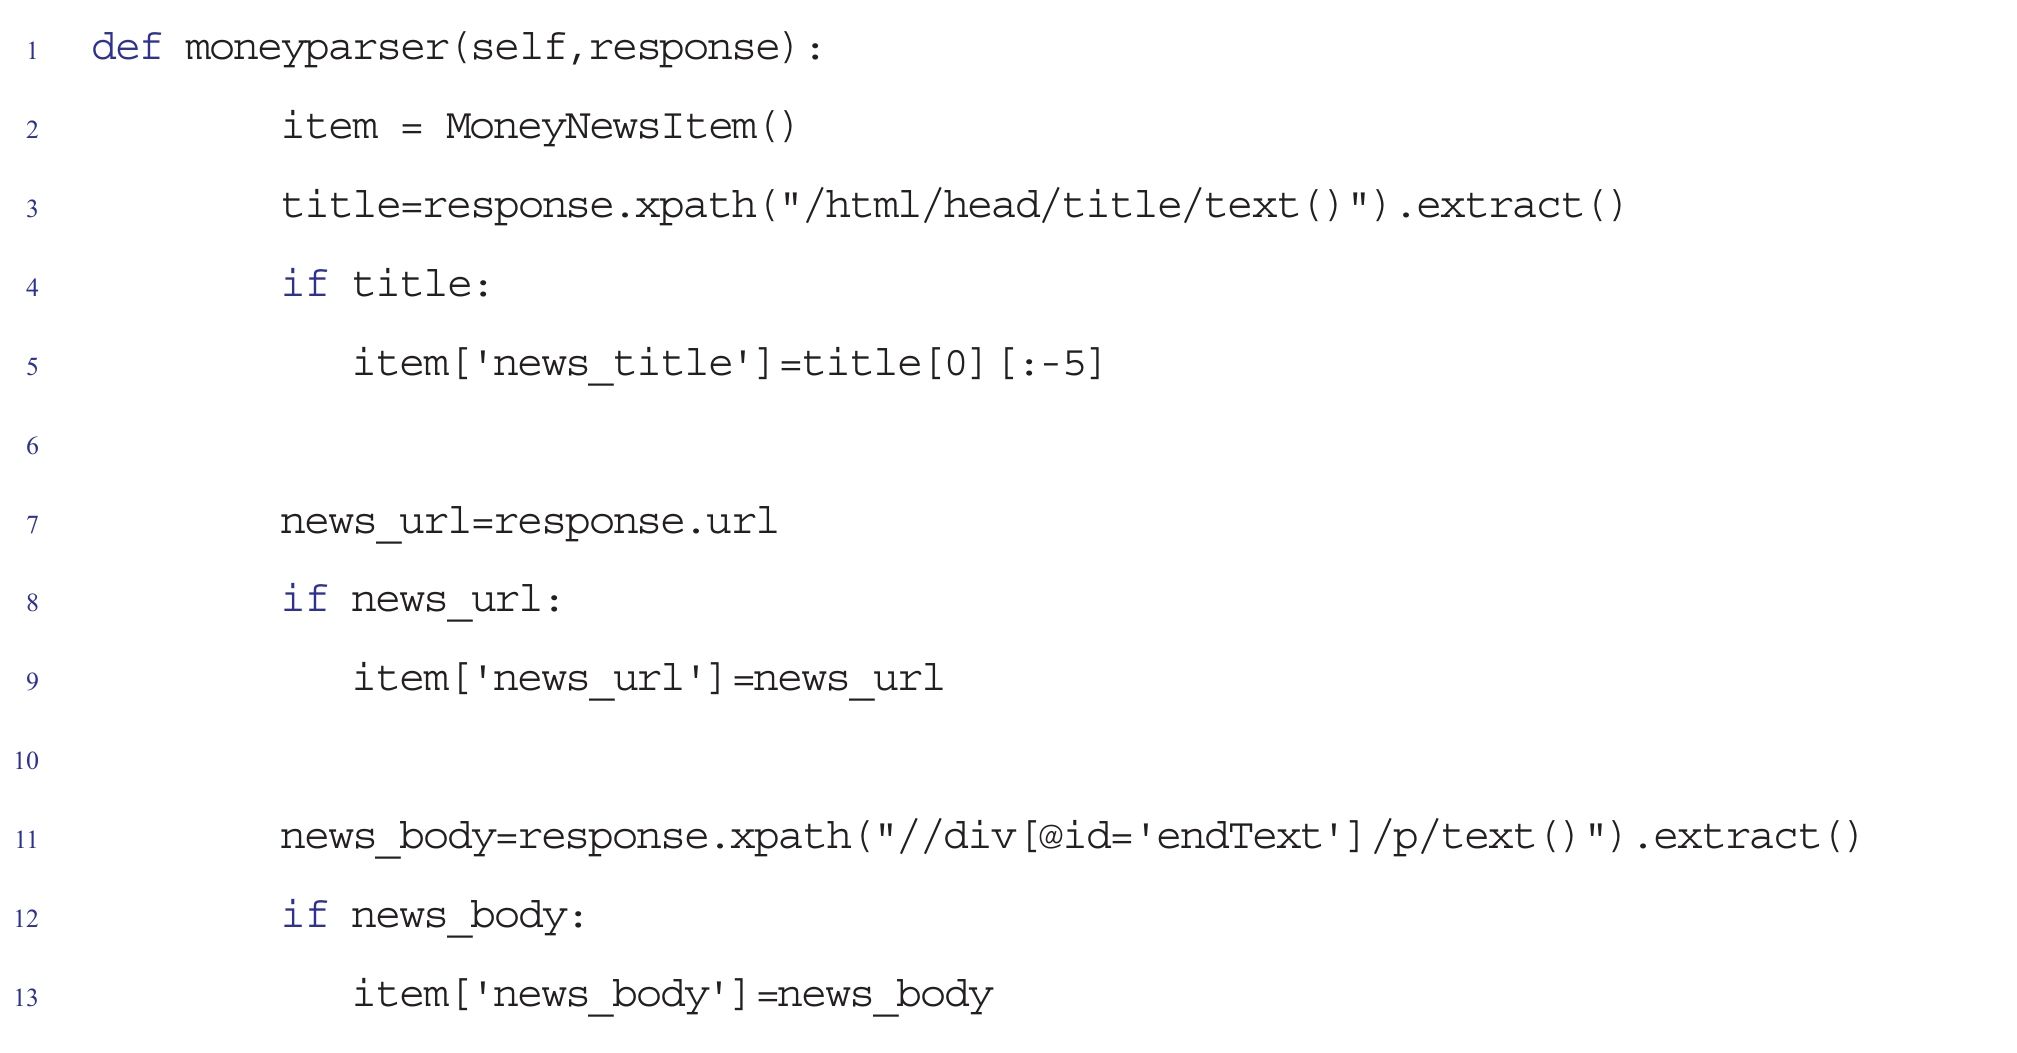 1 def moneyparser(self,response):
2 item = MoneyNewsItem()
3 title=response.xpath("/html/head/title/text()").extract()
4 if title:
5 item['news_title']=title[0][:-5]
6
7 news_url=response.url
8 if news_url:
9 item['news_url']=news_url
10
11 news_body=response.xpath("//div[@id='endText']/p/text()").extract()
12 if news_body:
13 item['news_body']=news_body